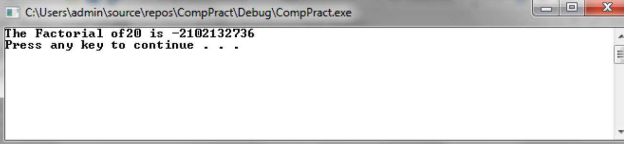 C:\Users\admin\source\repos\CompPract\Debug\CompPract.exe
The Factorial of20 is -2102132736
Press any key to continue . . .